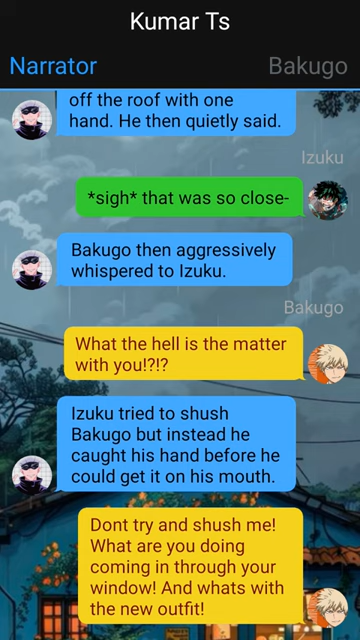 Kumar Ts
Narrator
Bakugo
off the roof with one
hand. He then quietly said.
Izuku
*sigh* that was so close-
Bakugo then aggressively
whispered to Izuku.
Bakugo
What the hell is the matter
with you!?!?
Izuku tried to shush
Bakugo but instead he
caught his hand before he
could get it on his mouth.
Dont try and shush me!
What are you doing
coming in through your
window! And whats with
the new outfit!